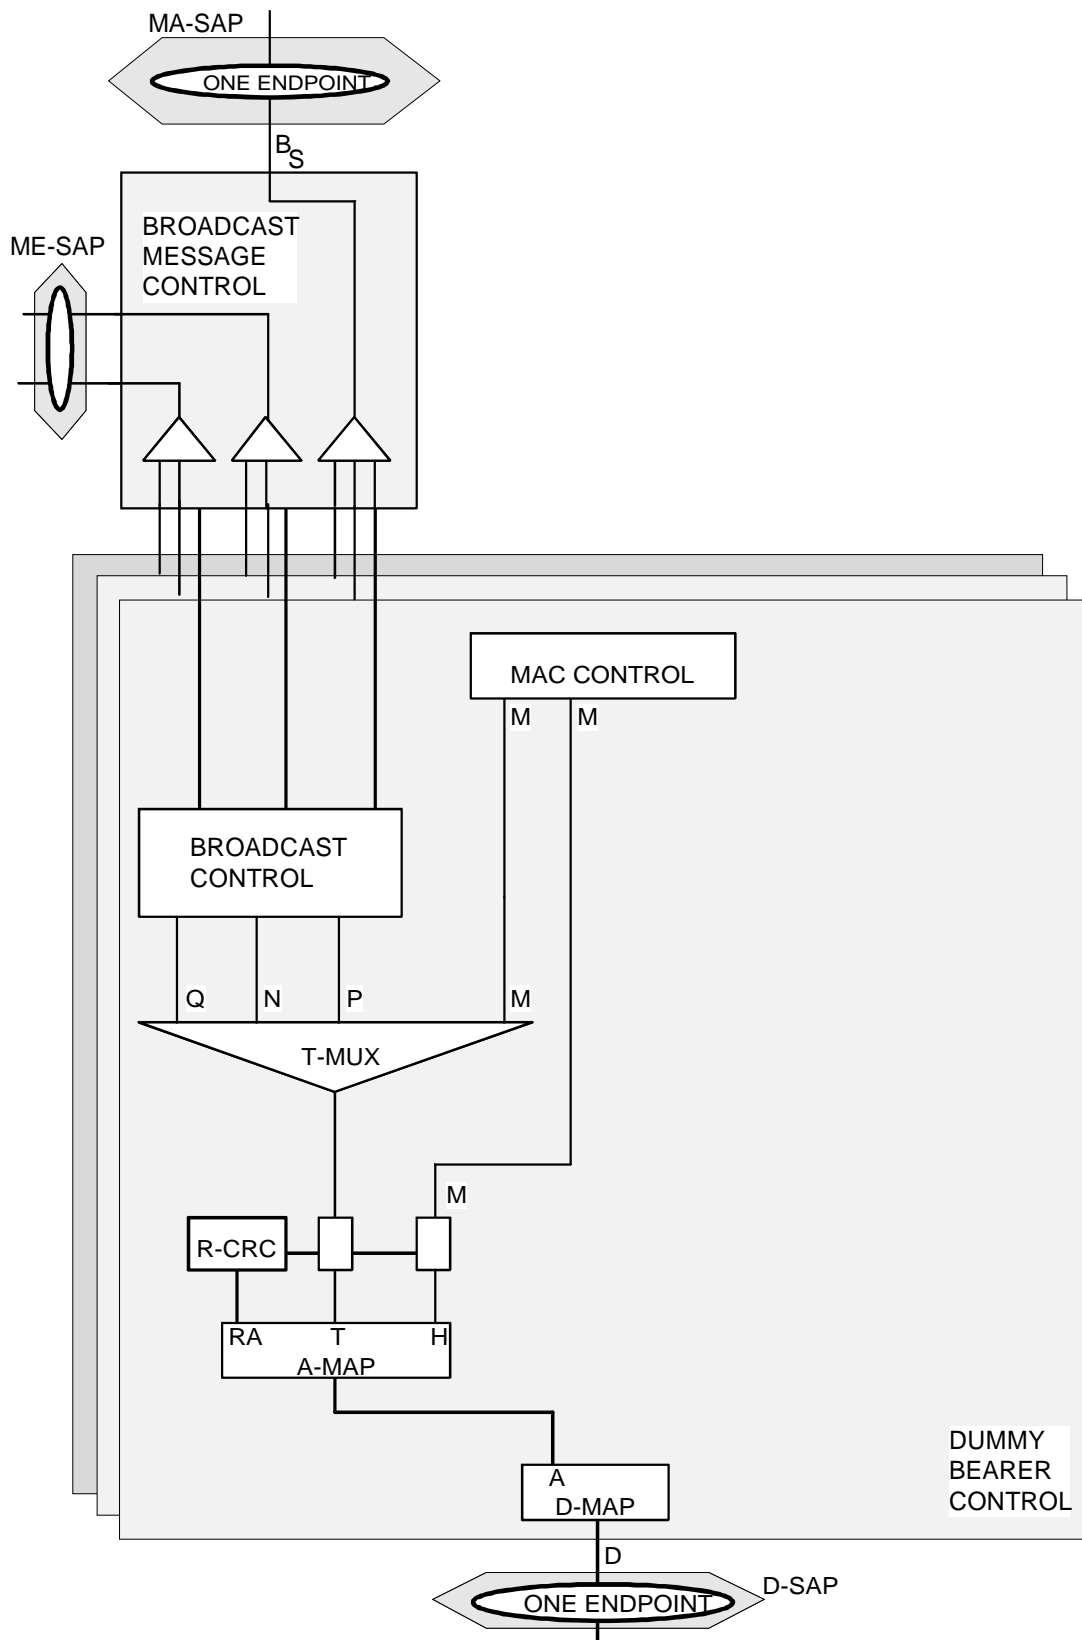 MA-SAP
ONE ENDPOINT
BS
BROADCAST
MESSAGE
CONTROL
ME-SAP
MAC CONTROL
M M
BROADCAST
CONTROL
Q N P M
T-MUX
M
R-CRC
RA T H
A-MAP
DUMMY
BEARER
CONTROL
A
D-MAP
D
D-SAP
ONE ENDPOINT